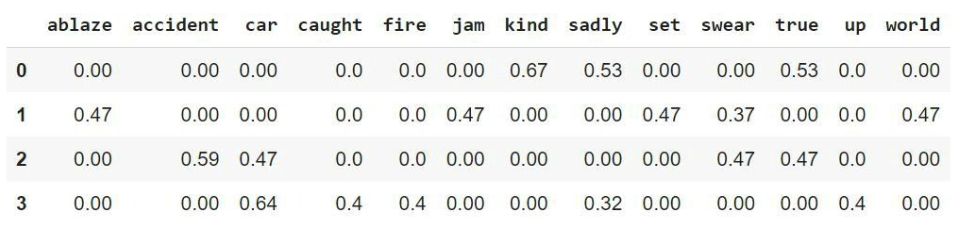 ablaze accident car caught fire jam kind sadly set swear true up world
0 0.00 0.00 0.00 0.0 0.0 0.00 0.67 0.53 0.00 0.00 0.53 0.0 0.00
1 0.47 0.00 0.00 0.0 0.0 0.47 0.00 0.00 0.47 0.37 0.00 0.0 0.47
2 0.00 0.59 0.47 0.0 0.0 0.00 0.00 0.00 0.00 0.47 0.47 0.0 0.00
3 0.00 0.00 0.64 0.4 0.4 0.00 0.00 0.32 0.00 0.00 0.00 0.4 0.00